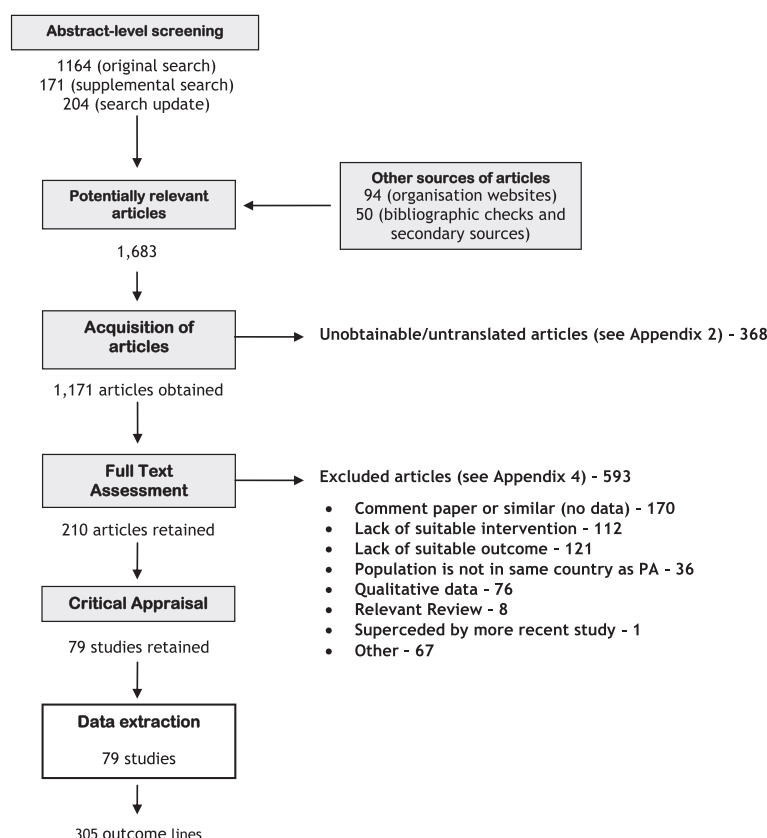 Abstract-level screening
1164 (original search)
171 (supplemental search)
204 (search update)
Potentially relevant
articles
Other sources of articles
94 (organisation websites)
50 (bibliographic checks and
secondary sources)
1,683
Acquisition of
articles
Unobtainable/untranslated articles (see Appendix 2) - 368
1,171 articles obtained
Full Text
Assessment
Excluded articles (see Appendix 4) - 593
• Comment paper or similar (no data) - 170
• Lack of suitable intervention - 112
• Lack of suitable outcome - 121
• Population is not in same country as PA - 36
• Qualitative data - 76
• Relevant Review - 8
• Superceded by more recent study - 1
• Other - 67
210 articles retained
Critical Appraisal
79 studies retained
Data extraction
79 studies
305 outcome lines